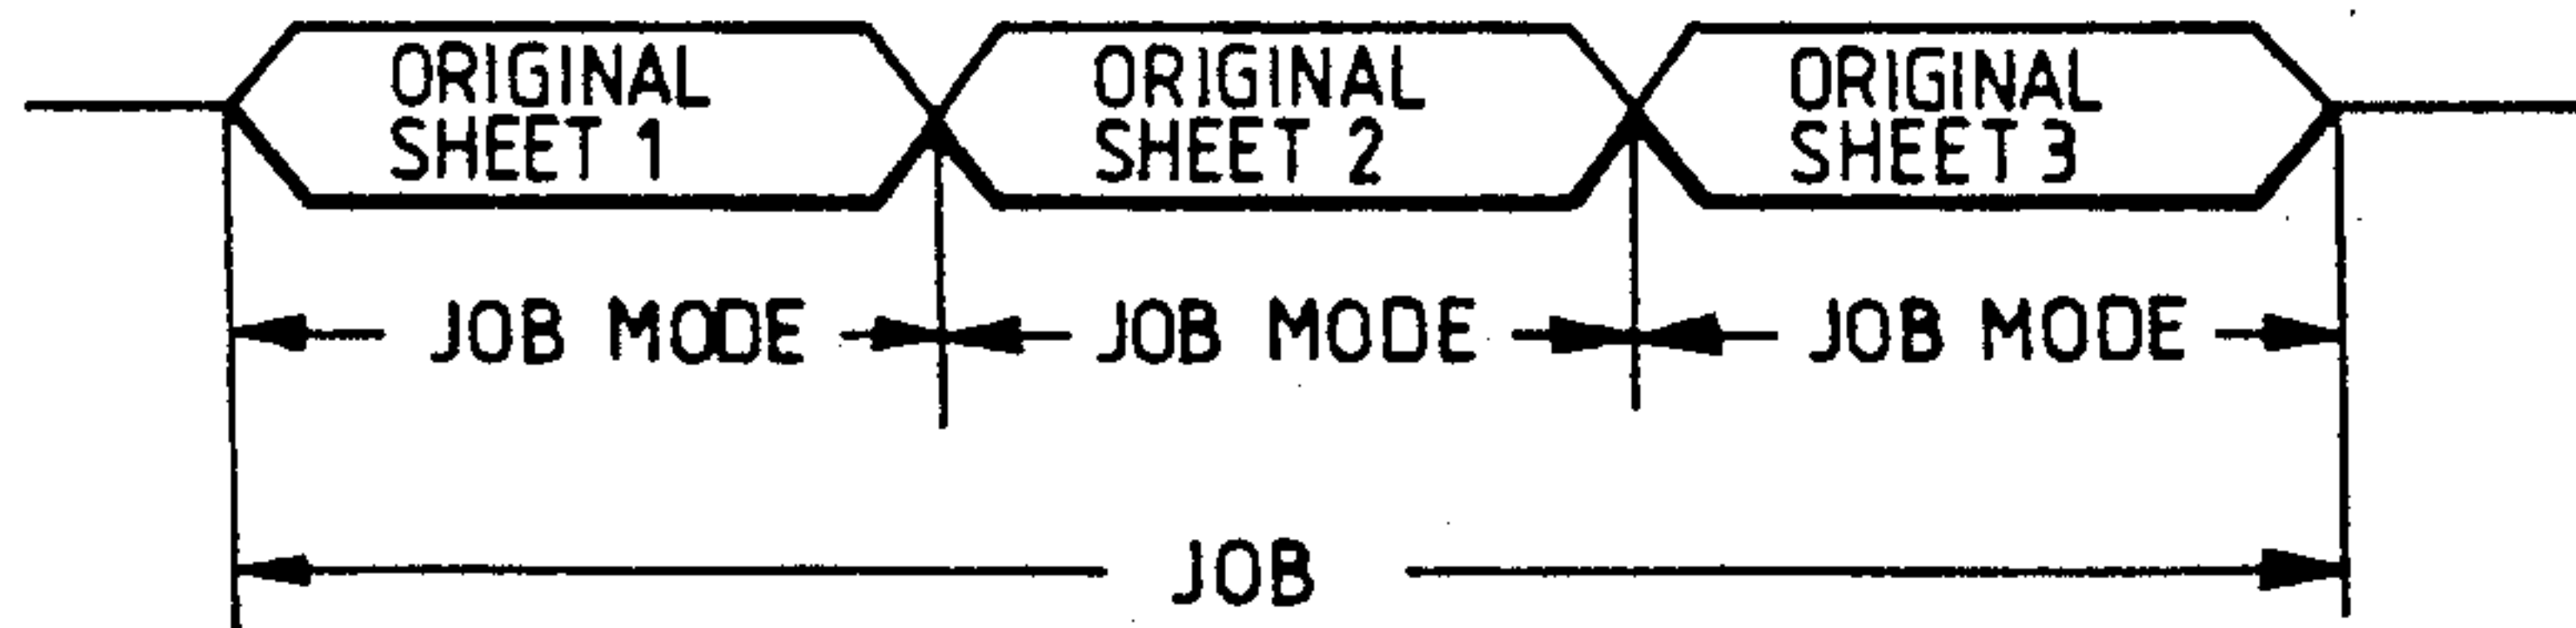 ORIGINAL
SHEET 1
ORIGINAL
SHEET 2
ORIGINAL
SHEET 3
JOB MODE
JOB MODE
JOB MODE
JOB